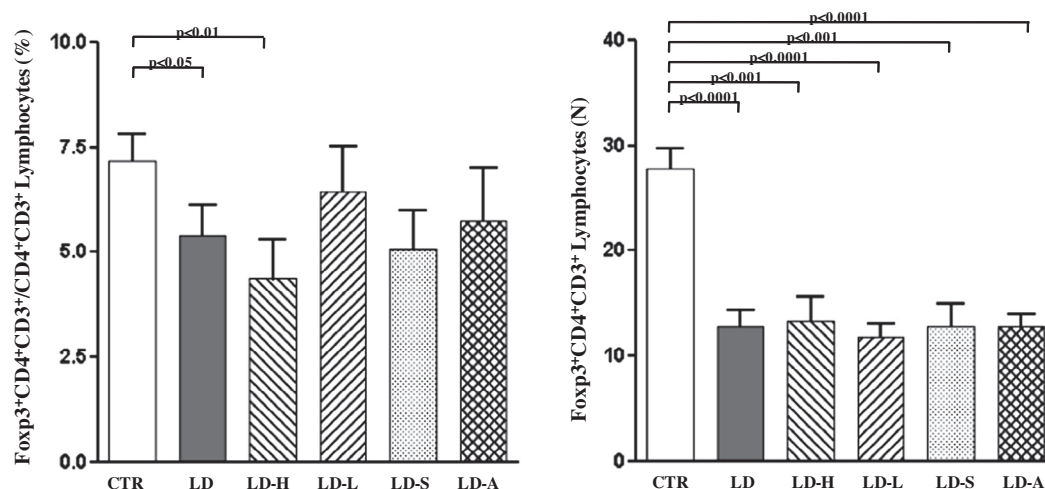 Foxp3⁺CD4⁺CD3⁺/CD4⁺CD3⁺ Lymphocytes (%)
10.0
7.5
5.0
2.5
0.0
p<0.01
p<0.05
CTR LD LD-H LD-L LD-S LD-A
Foxp3⁺CD4⁺CD3⁺ Lymphocytes (N)
40
30
20
10
0
p<0.0001
p<0.001
p<0.0001
p<0.001
p<0.0001
CTR LD LD-H LD-L LD-S LD-A